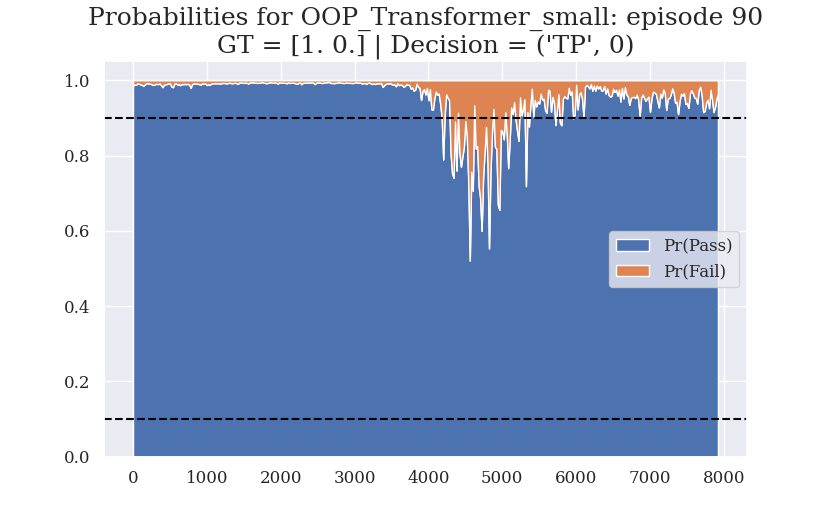 Probabilities for OOP_Transformer_small: episode 90
GT = [1. 0.] | Decision = ('TP', 0)
1.0
0.8
0.6
0.4
0.2
0.0
Pr(Pass)
Pr(Fail)
0 1000 2000 3000 4000 5000 6000 7000 8000